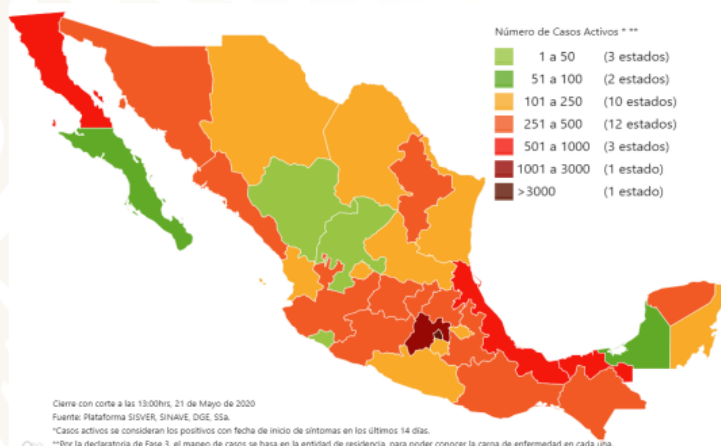 Número de Casos Activos * **
1 a 50 (3 estados)
51 a 100 (2 estados)
101 a 250 (10 estados)
251 a 500 (12 estados)
501 a 1000 (3 estados)
1001 a 3000 (1 estado)
>3000 (1 estado)
Cierre con corte a las 13:00hrs, 21 de Mayo de 2020
Fuente: Plataforma SISVER, SINAVE, DGE, SSa.
*Casos activos se consideran los positivos con fecha de inicio de síntomas en los últimos 14 días.
**Por la declaratoria de Fase 3, el mapeo de casos se basa en la entidad de residencia, para poder conocer la carga de enfermedad en cada una.